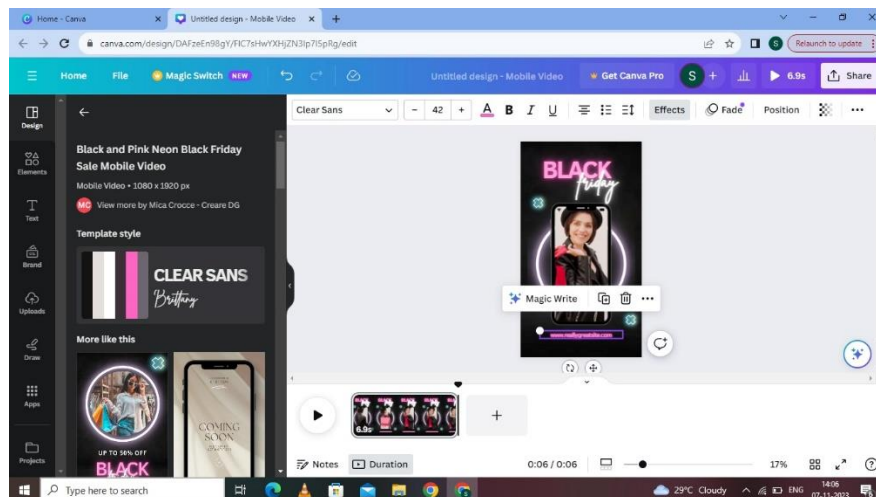 Home - Canva
Untitled design - Mobile Video
canva.com/design/DAFzeEn98gY/FIC7sHwYXHjZN3Ip7I5pRg/edit
S
Relaunch to update
Home
File
Magic Switch
NEW
Untitled design - Mobile Video
Get Canva Pro
S
6.9s
Share
Design
Elements
Text
Brand
Uploads
Draw
Apps
Projects
Black and Pink Neon Black Friday
Sale Mobile Video
Mobile Video • 1080 x 1920 px
MC
View more by Mica Crocce - Creare DG
Template style
CLEAR SANS
Brittany
More like this
UP TO 50% OFF
BLACK
COMING
SOON
Clear Sans
- 42 +
A B I U
Effects
Fade
Position
BLACK
friday
Magic Write
www.reallygreatsite.com
6.9s
Notes
Duration
0:06 / 0:06
17%
Type here to search
29°C Cloudy
ENG
14:06
07-11-2023